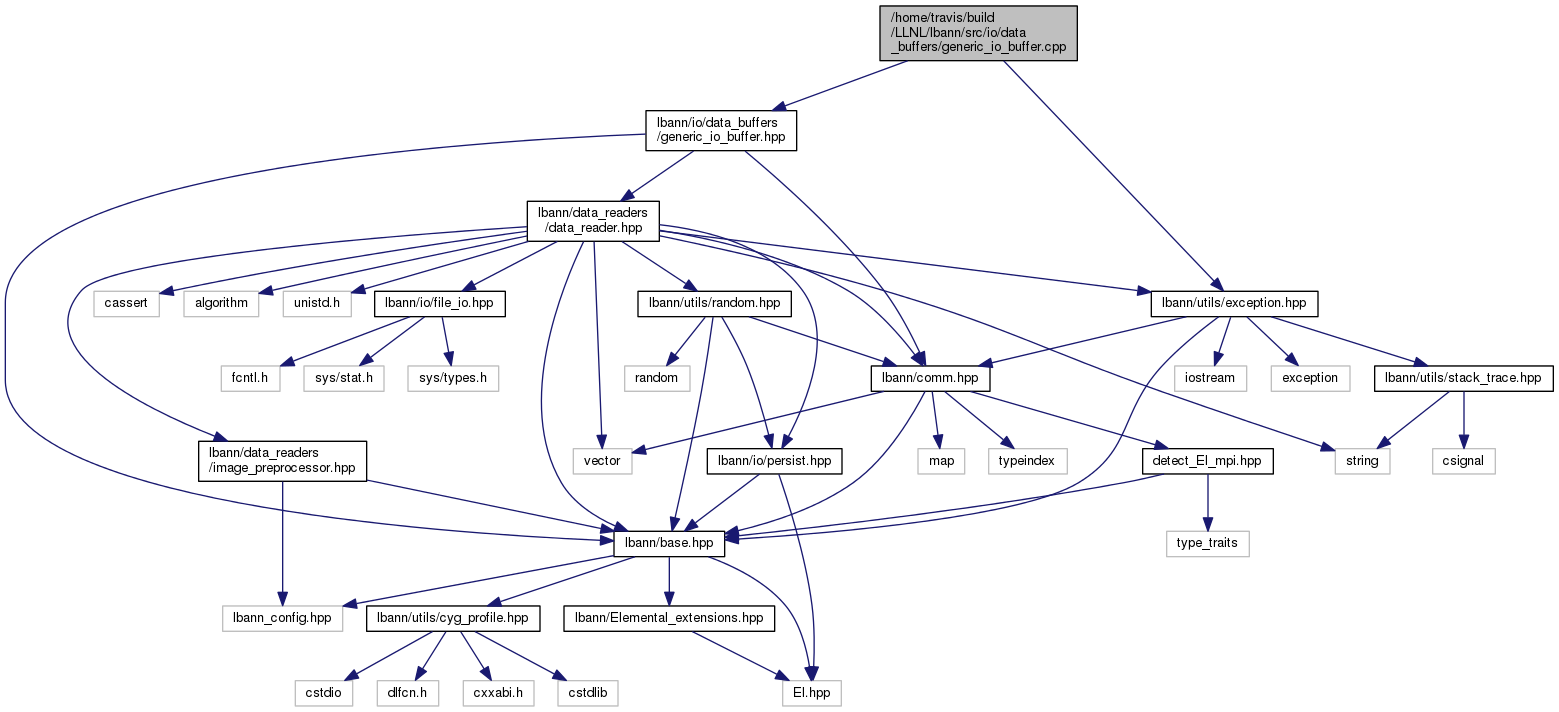 /home/travis/build
/LLNL/lbann/src/io/data
_buffers/generic_io_buffer.cpp
lbann/io/data_buffers
/generic_io_buffer.hpp
lbann/data_readers
/data_reader.hpp
cassert
algorithm
unistd.h
lbann/io/file_io.hpp
lbann/utils/random.hpp
lbann/utils/exception.hpp
fcntl.h
sys/stat.h
sys/types.h
random
lbann/comm.hpp
iostream
exception
lbann/utils/stack_trace.hpp
lbann/data_readers
/image_preprocessor.hpp
vector
lbann/io/persist.hpp
map
typeindex
detect_El_mpi.hpp
string
csignal
lbann/base.hpp
type_traits
lbann_config.hpp
lbann/utils/cyg_profile.hpp
lbann/Elemental_extensions.hpp
cstdio
dlfcn.h
cxxabi.h
cstdlib
El.hpp